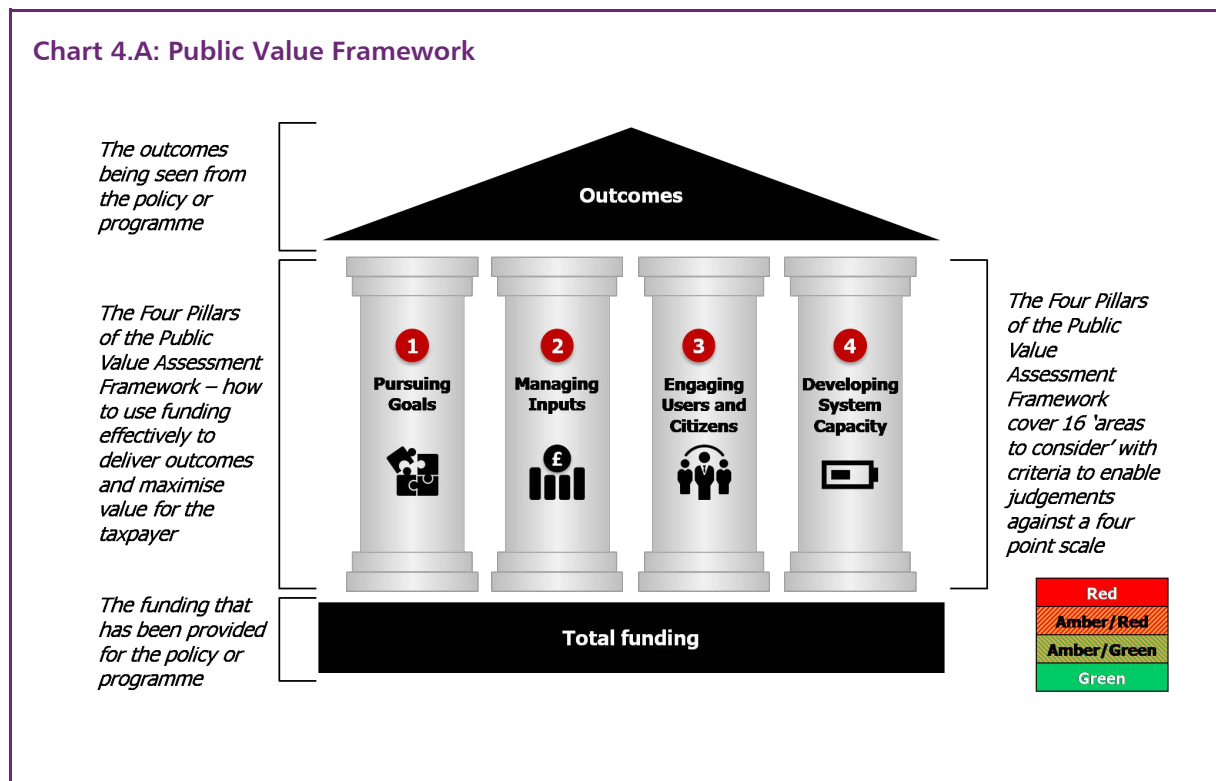 Chart 4.A: Public Value Framework
The outcomes
being seen from
the policy or
programme
Outcomes
The Four Pillars
of the Public
Value Assessment
Framework – how
to use funding
effectively to
deliver outcomes
and maximise
value for the
taxpayer
1
Pursuing
Goals
2
Managing
Inputs
£
3
Engaging
Users and
Citizens
4
Developing
System
Capacity
The Four Pillars
of the Public
Value
Assessment
Framework
cover 16 ‘areas
to consider’ with
criteria to enable
judgements
against a four
point scale
Red
Amber/Red
Amber/Green
Green
The funding that
has been provided
for the policy or
programme
Total funding